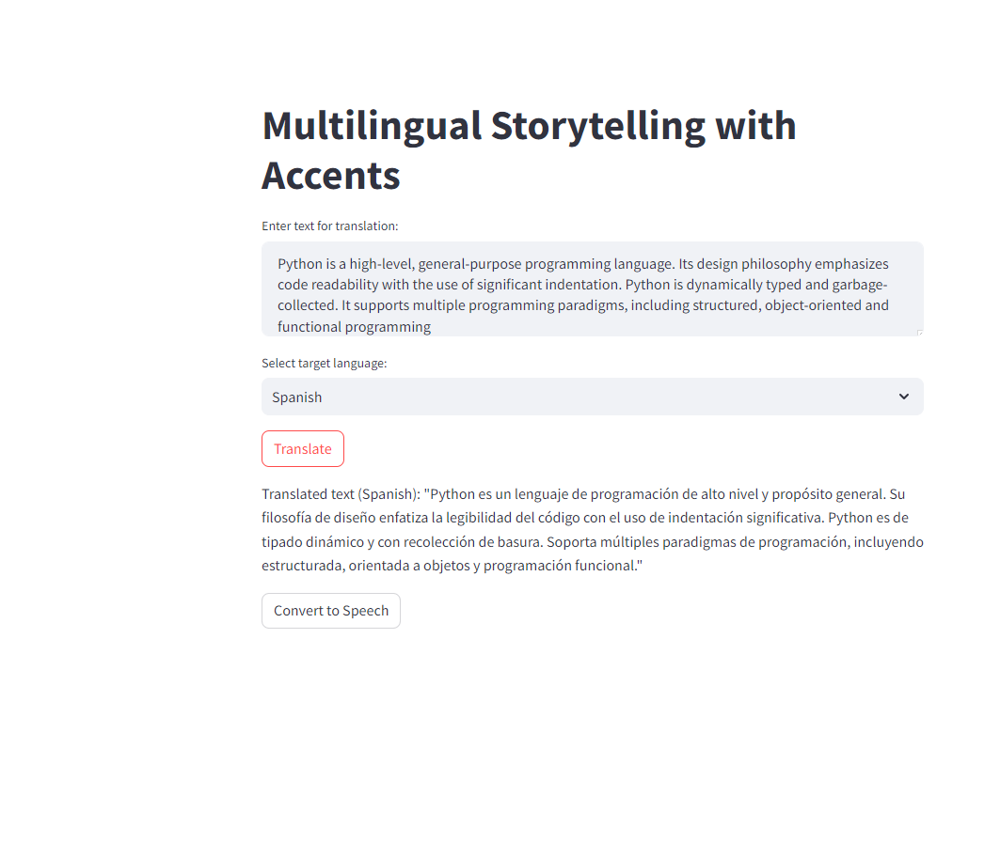 Multilingual Storytelling with
Accents
Enter text for translation:
Python is a high-level, general-purpose programming language. Its design philosophy emphasizes
code readability with the use of significant indentation. Python is dynamically typed and garbage-
collected. It supports multiple programming paradigms, including structured, object-oriented and
functional programming
Select target language:
Spanish
Translate
Translated text (Spanish): "Python es un lenguaje de programación de alto nivel y propósito general. Su
filosofía de diseño enfatiza la legibilidad del código con el uso de indentación significativa. Python es de
tipado dinámico y con recolección de basura. Soporta múltiples paradigmas de programación, incluyendo
estructurada, orientada a objetos y programación funcional."
Convert to Speech